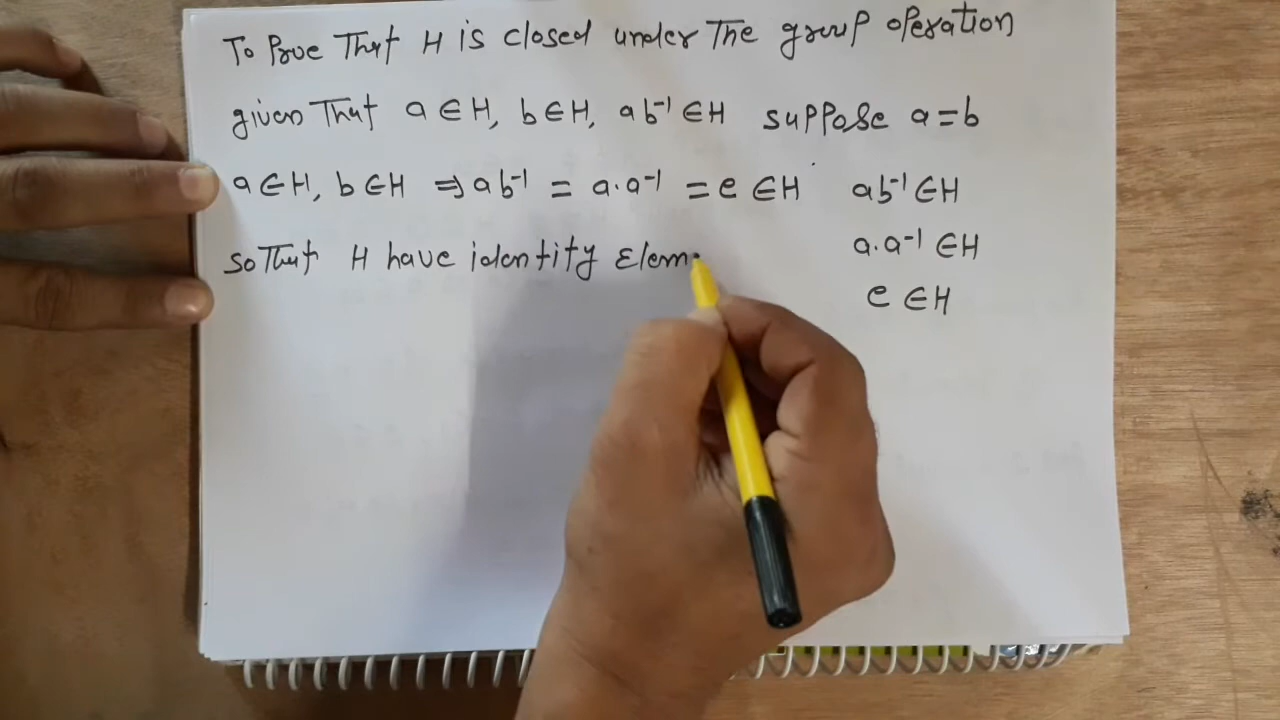 To Prove That H is closed under The group operation
given That a ∈ H, b ∈ H, ab⁻¹ ∈ H suppose a = b
a ∈ H, b ∈ H ⇒ ab⁻¹ = a.a⁻¹ = e ∈ H ab⁻¹ ∈ H
a.a⁻¹ ∈ H
so That H have identity Elem
e ∈ H